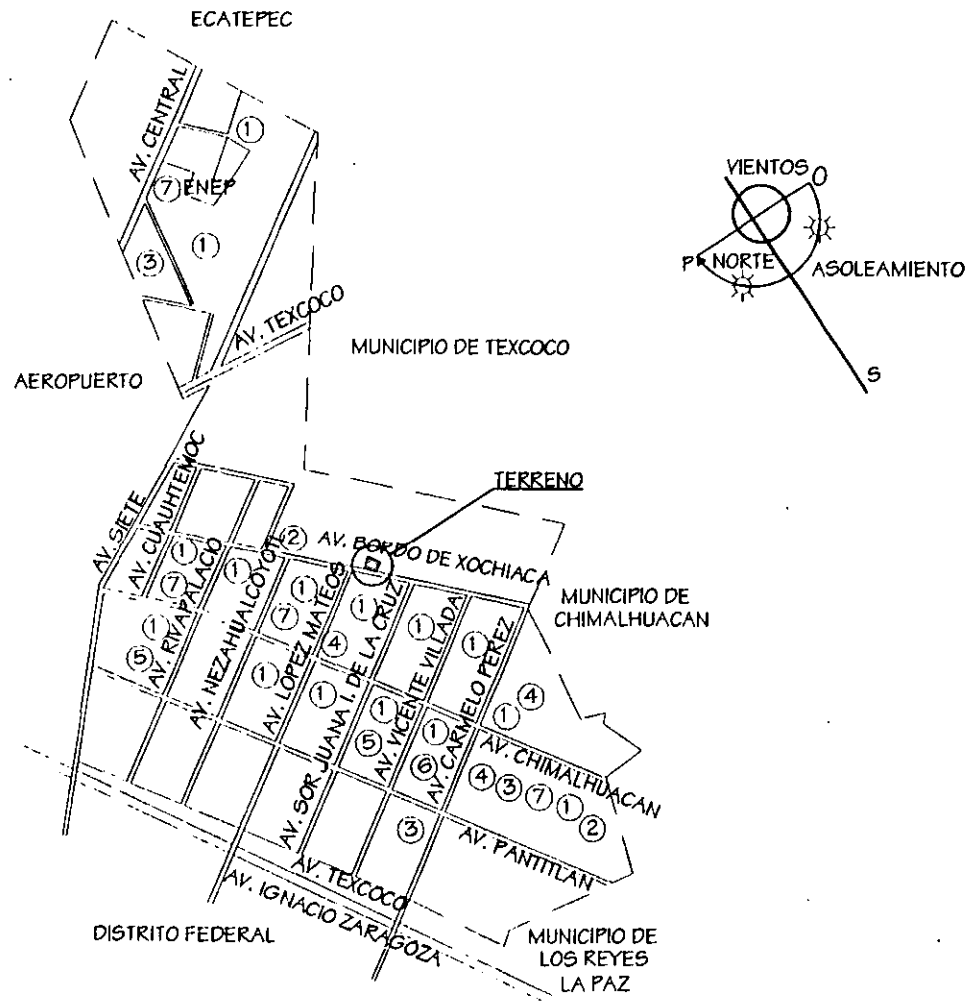 ECATEPEC
AV. CENTRAL
1
7 ENEP
1
3
VIENTOS
O
P
NORTE
ASOLEAMIENTO
S
AV. TEXCOCO
MUNICIPIO DE TEXCOCO
AEROPUERTO
TERRENO
AV. SIETE
AV. CUAUHTEMOC
2
AV. BORDO DE XOCHIACA
1
7
1
5
AV. RIVAPALACIO
1
AV. NEZAHUALCOYOTL
1
7
1
AV. LOPEZ MATEOS
1
4
1
AV. SOR JUANA I. DE LA CRUZ
1
1
5
AV. VICENTE VILLADA
1
1
6
AV. CARMELO PEREZ
3
MUNICIPIO DE
CHIMALHUACAN
4
1
AV. CHIMALHUACAN
4 3 7 1 2
AV. PANTITLAN
AV. TEXCOCO
AV. IGNACIO ZARAGOZA
DISTRITO FEDERAL
MUNICIPIO DE
LOS REYES
LA PAZ